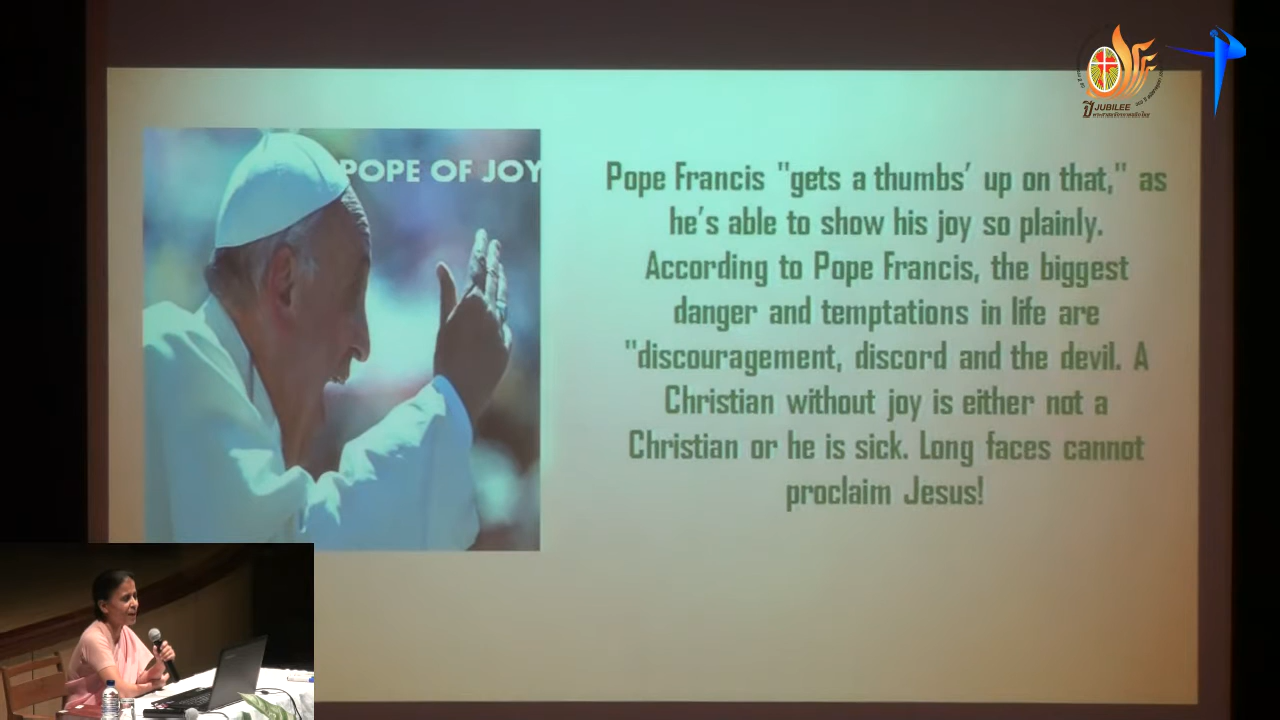 POPE OF JOY
Pope Francis "gets a thumbs’ up on that," as
he’s able to show his joy so plainly.
According to Pope Francis, the biggest
danger and temptations in life are
"discouragement, discord and the devil. A
Christian without joy is either not a
Christian or he is sick. Long faces cannot
proclaim Jesus!
ปี JUBILEE